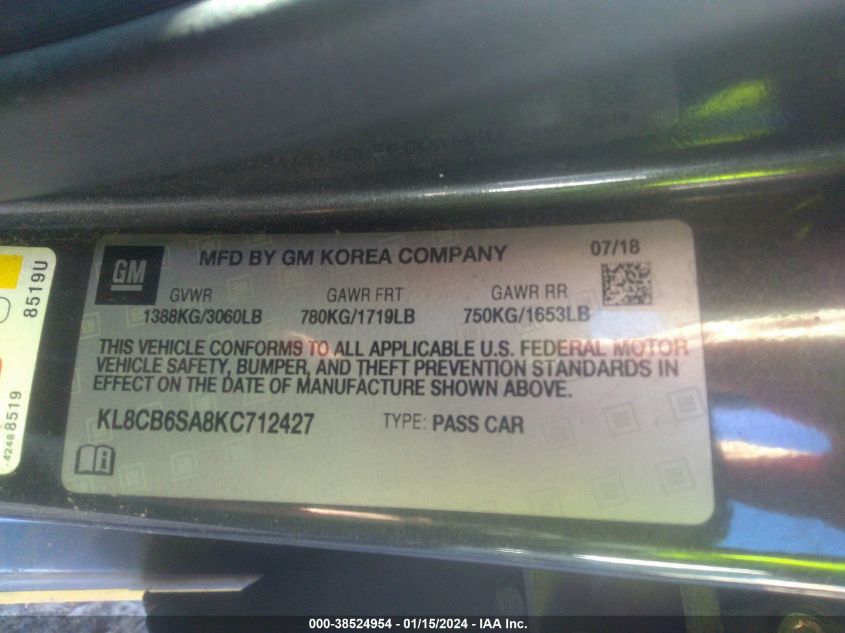 GM
MFD BY GM KOREA COMPANY
07/18
GVWR GAWR FRT GAWR RR
1388KG/3060LB 780KG/1719LB 750KG/1653LB
THIS VEHICLE CONFORMS TO ALL APPLICABLE U.S. FEDERAL MOTOR
VEHICLE SAFETY, BUMPER, AND THEFT PREVENTION STANDARDS IN
EFFECT ON THE DATE OF MANUFACTURE SHOWN ABOVE.
KL8CB6SA8KC712427 TYPE: PASS CAR
8519U
42488519
000-38524954 - 01/15/2024 - IAA Inc.